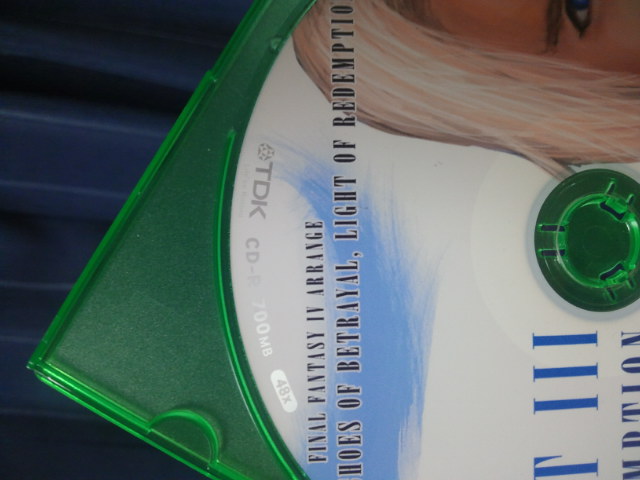 TDK
CD-R 700MB
48X
FINAL FANTASY IV ARRANGE
HOES OF BETRAYAL, LIGHT OF REDEMPTIO
T III
MPTION